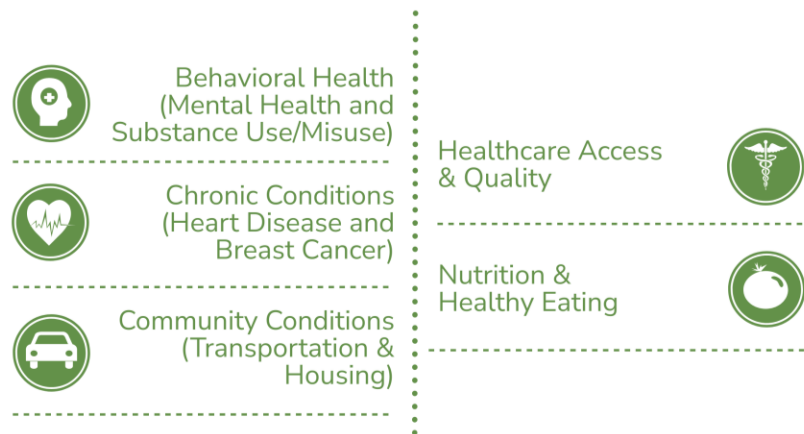 Behavioral Health
(Mental Health and
Substance Use/Misuse)
Chronic Conditions
(Heart Disease and
Breast Cancer)
Community Conditions
(Transportation &
Housing)
Healthcare Access
& Quality
Nutrition &
Healthy Eating